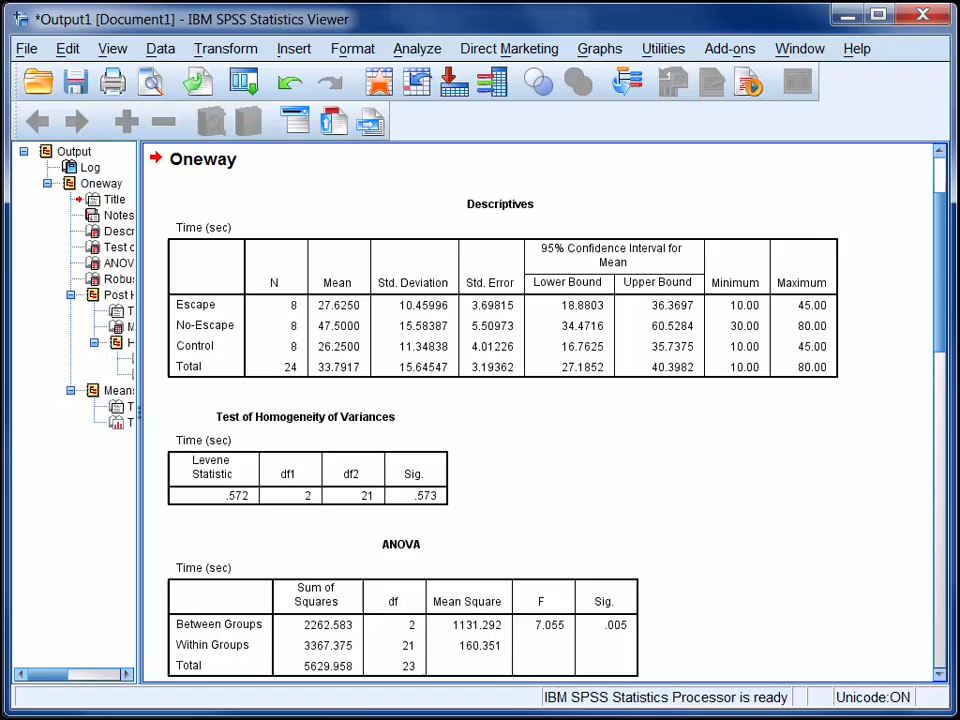 *Output1 [Document1] - IBM SPSS Statistics Viewer
File Edit View Data Transform Insert Format Analyze Direct Marketing Graphs Utilities Add-ons Window Help
Output
Log
Oneway
Title
Notes
Descr
Test o
ANOV
Robus
Post H
T
M
H
Means
T
T
Oneway
Descriptives
Time (sec)
95% Confidence Interval for
Mean
N Mean Std. Deviation Std. Error Lower Bound Upper Bound Minimum Maximum
Escape 8 27.6250 10.45996 3.69815 18.8803 36.3697 10.00 45.00
No-Escape 8 47.5000 15.58387 5.50973 34.4716 60.5284 30.00 80.00
Control 8 26.2500 11.34838 4.01226 16.7625 35.7375 10.00 45.00
Total 24 33.7917 15.64547 3.19362 27.1852 40.3982 10.00 80.00
Test of Homogeneity of Variances
Time (sec)
Levene
Statistic df1 df2 Sig.
.572 2 21 .573
ANOVA
Time (sec)
Sum of
Squares df Mean Square F Sig.
Between Groups 2262.583 2 1131.292 7.055 .005
Within Groups 3367.375 21 160.351
Total 5629.958 23
IBM SPSS Statistics Processor is ready Unicode:ON